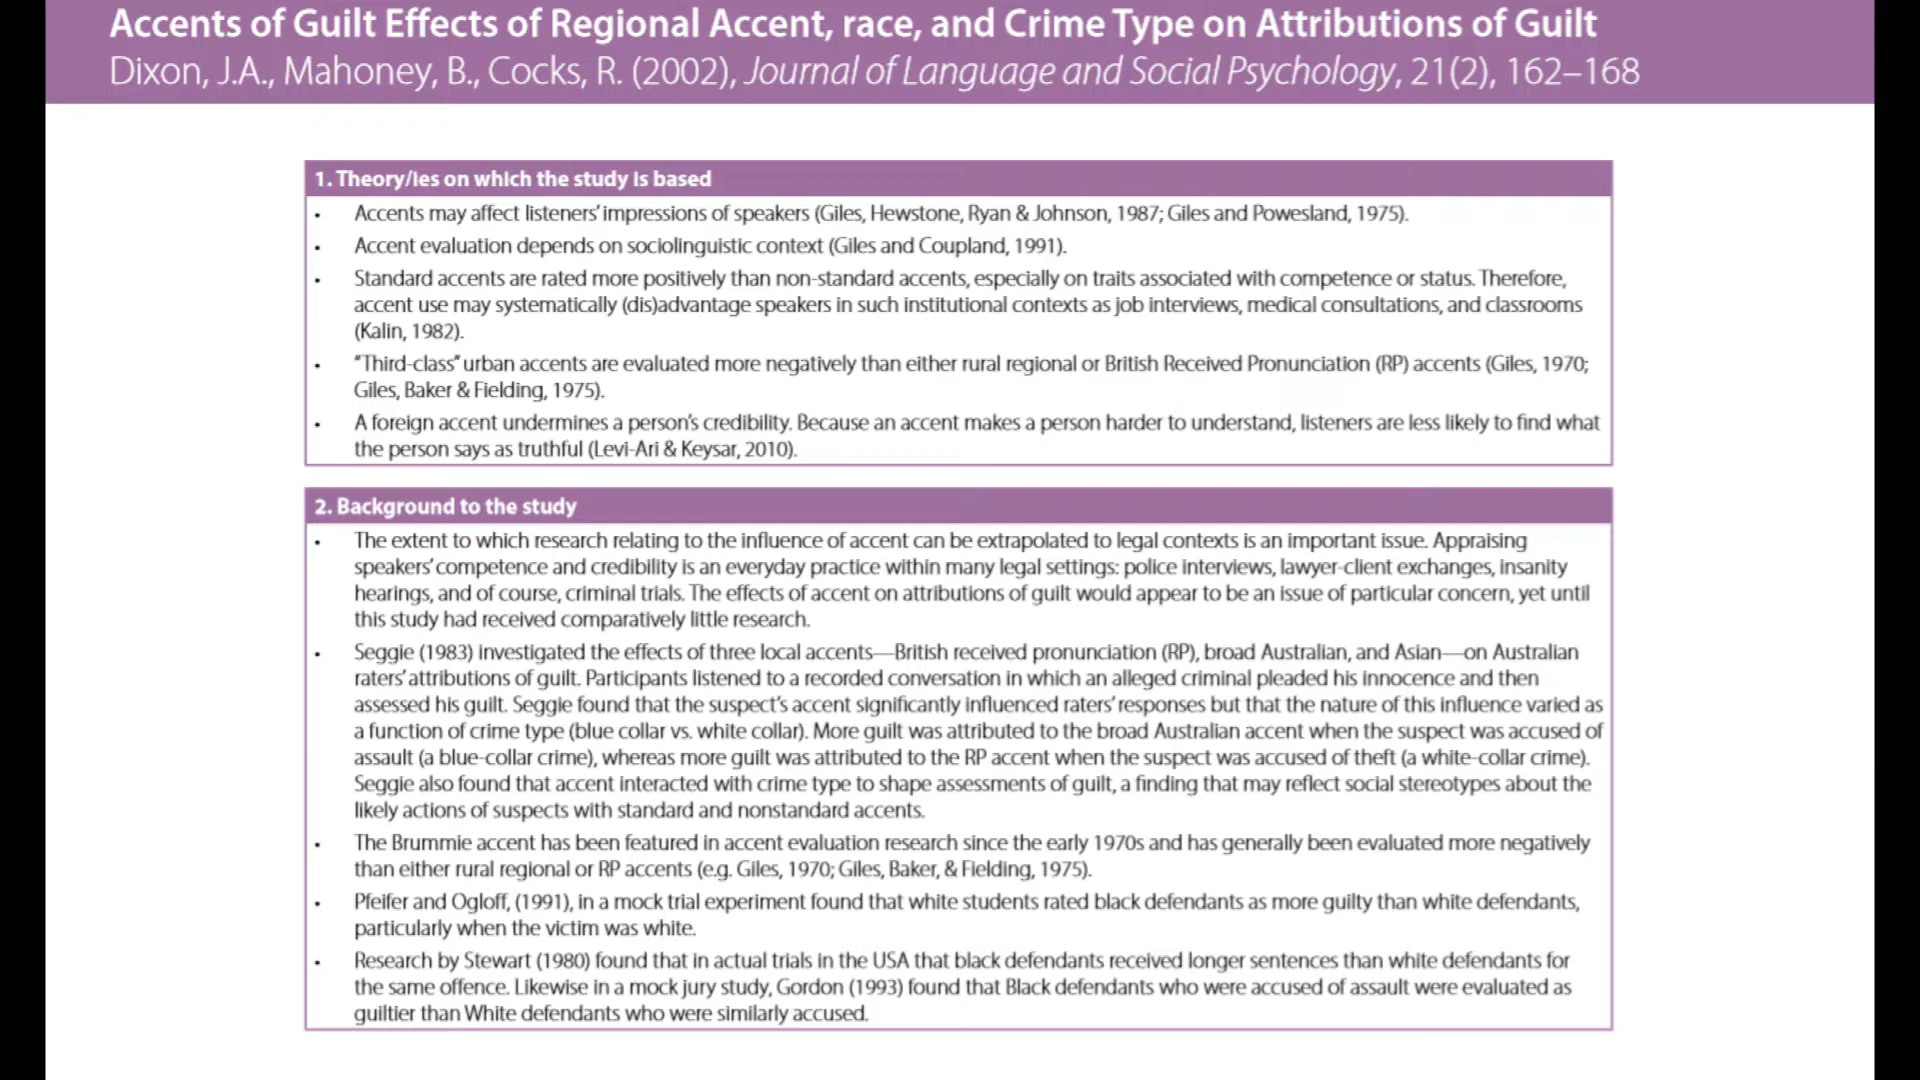 Accents of Guilt Effects of Regional Accent, race, and Crime Type on Attributions of Guilt
Dixon, J.A., Mahoney, B., Cocks, R. (2002), Journal of Language and Social Psychology, 21(2), 162–168
1. Theory/ies on which the study is based
• Accents may affect listeners' impressions of speakers (Giles, Hewstone, Ryan & Johnson, 1987; Giles and Powesland, 1975).
• Accent evaluation depends on sociolinguistic context (Giles and Coupland, 1991).
• Standard accents are rated more positively than non-standard accents, especially on traits associated with competence or status. Therefore,
accent use may systematically (dis)advantage speakers in such institutional contexts as job interviews, medical consultations, and classrooms
(Kalin, 1982).
• "Third-class" urban accents are evaluated more negatively than either rural regional or British Received Pronunciation (RP) accents (Giles, 1970;
Giles, Baker & Fielding, 1975).
• A foreign accent undermines a person's credibility. Because an accent makes a person harder to understand, listeners are less likely to find what
the person says as truthful (Levi-Ari & Keysar, 2010).
2. Background to the study
• The extent to which research relating to the influence of accent can be extrapolated to legal contexts is an important issue. Appraising
speakers' competence and credibility is an everyday practice within many legal settings: police interviews, lawyer-client exchanges, insanity
hearings, and of course, criminal trials. The effects of accent on attributions of guilt would appear to be an issue of particular concern, yet until
this study had received comparatively little research.
• Seggie (1983) investigated the effects of three local accents—British received pronunciation (RP), broad Australian, and Asian—on Australian
raters' attributions of guilt. Participants listened to a recorded conversation in which an alleged criminal pleaded his innocence and then
assessed his guilt. Seggie found that the suspect's accent significantly influenced raters' responses but that the nature of this influence varied as
a function of crime type (blue collar vs. white collar). More guilt was attributed to the broad Australian accent when the suspect was accused of
assault (a blue-collar crime), whereas more guilt was attributed to the RP accent when the suspect was accused of theft (a white-collar crime).
Seggie also found that accent interacted with crime type to shape assessments of guilt, a finding that may reflect social stereotypes about the
likely actions of suspects with standard and nonstandard accents.
• The Brummie accent has been featured in accent evaluation research since the early 1970s and has generally been evaluated more negatively
than either rural regional or RP accents (e.g. Giles, 1970; Giles, Baker, & Fielding, 1975).
• Pfeifer and Ogloff, (1991), in a mock trial experiment found that white students rated black defendants as more guilty than white defendants,
particularly when the victim was white.
• Research by Stewart (1980) found that in actual trials in the USA that black defendants received longer sentences than white defendants for
the same offence. Likewise in a mock jury study, Gordon (1993) found that Black defendants who were accused of assault were evaluated as
guiltier than White defendants who were similarly accused.